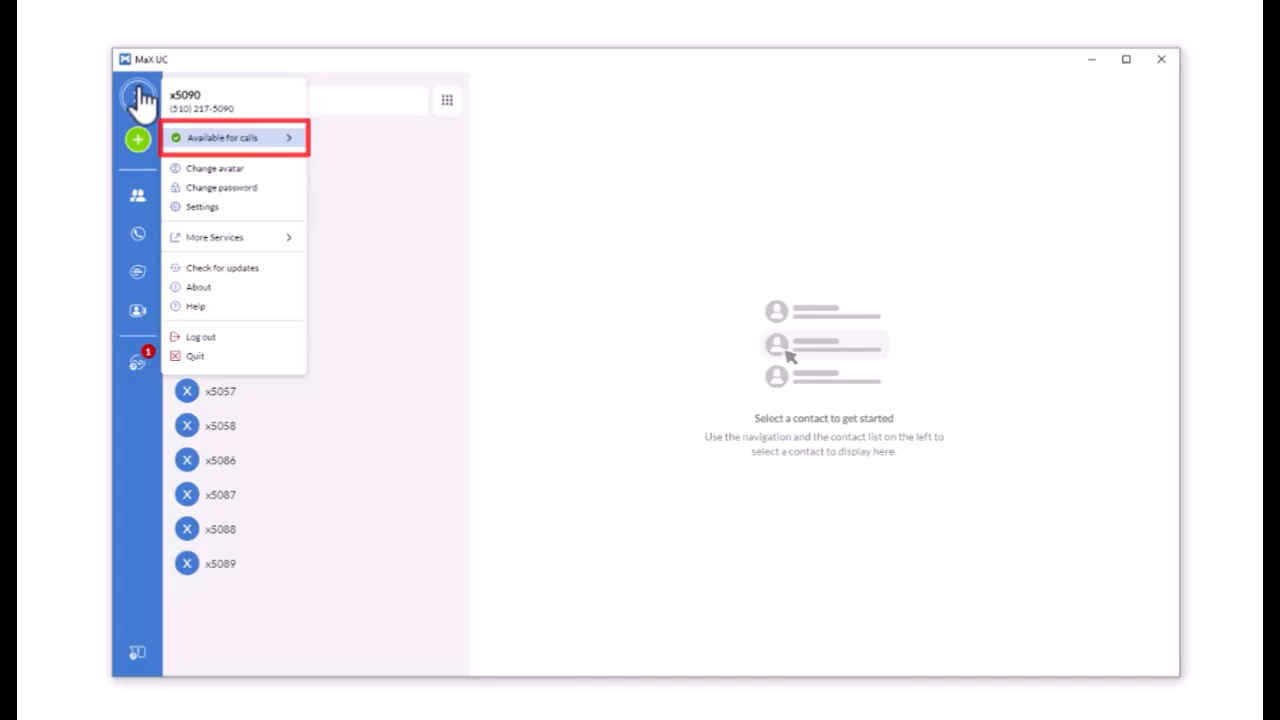 MaX UC
x5090
(510) 217-5090
Available for calls
Change avatar
Change password
Settings
More Services
Check for updates
About
Help
Log out
Quit
1
X x5057
X x5058
X x5086
X x5087
X x5088
X x5089
Select a contact to get started
Use the navigation and the contact list on the left to
select a contact to display here.